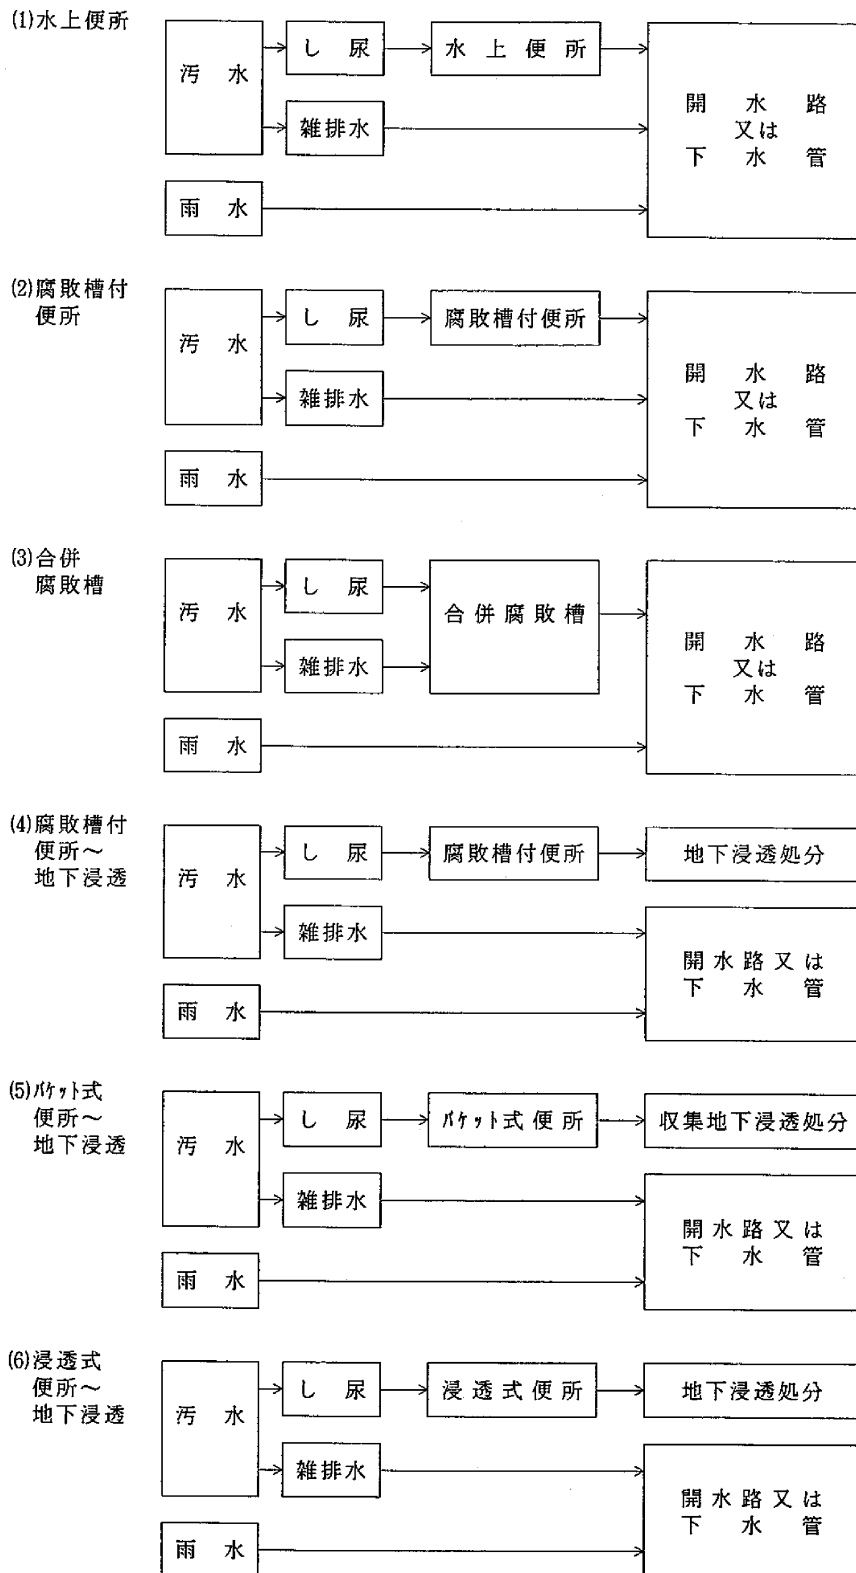 (1)水上便所
汚水
し尿
水上便所
雑排水
雨水
開水路
又は
下水管
(2)腐敗槽付
便所
汚水
し尿
腐敗槽付便所
雑排水
雨水
開水路
又は
下水管
(3)合併
腐敗槽
汚水
し尿
合併腐敗槽
雑排水
雨水
開水路
又は
下水管
(4)腐敗槽付
便所~
地下浸透
汚水
し尿
腐敗槽付便所
地下浸透処分
雑排水
雨水
開水路又は
下水管
(5)バケット式
便所~
地下浸透
汚水
し尿
バケット式便所
収集地下浸透処分
雑排水
雨水
開水路又は
下水管
(6)浸透式
便所~
地下浸透
汚水
し尿
浸透式便所
地下浸透処分
雑排水
雨水
開水路又は
下水管